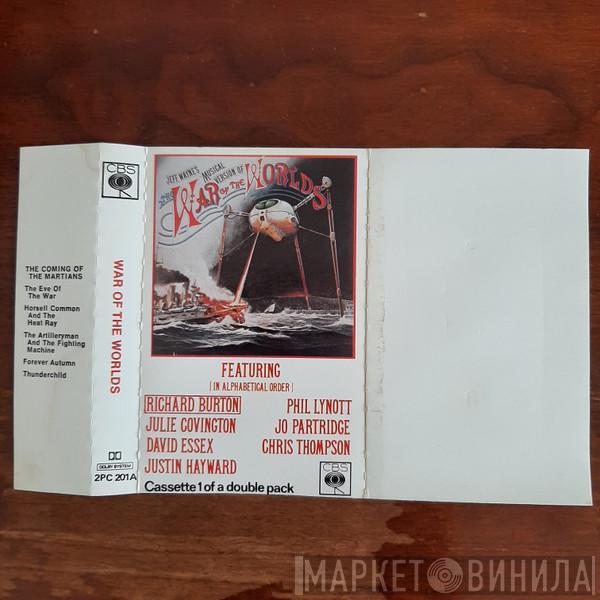 THE COMING OF
THE MARTIANS
The Eve Of
The War
Horsell Common
And The
Heat Ray
The Artilleryman
And The Fighting
Machine
Forever Autumn
Thunderchild
CBS
WAR OF THE WORLDS
DOLBY SYSTEM
2PC 201A
JEFF WAYNE'S
MUSICAL
VERSION OF
THE
WAR OF THE WORLDS
FEATURING
[IN ALPHABETICAL ORDER]
RICHARD BURTON
JULIE COVINGTON
DAVID ESSEX
JUSTIN HAYWARD
PHIL LYNOTT
JO PARTRIDGE
CHRIS THOMPSON
Cassette 1 of a double pack
CBS
МАРКЕТ ВИНИЛА